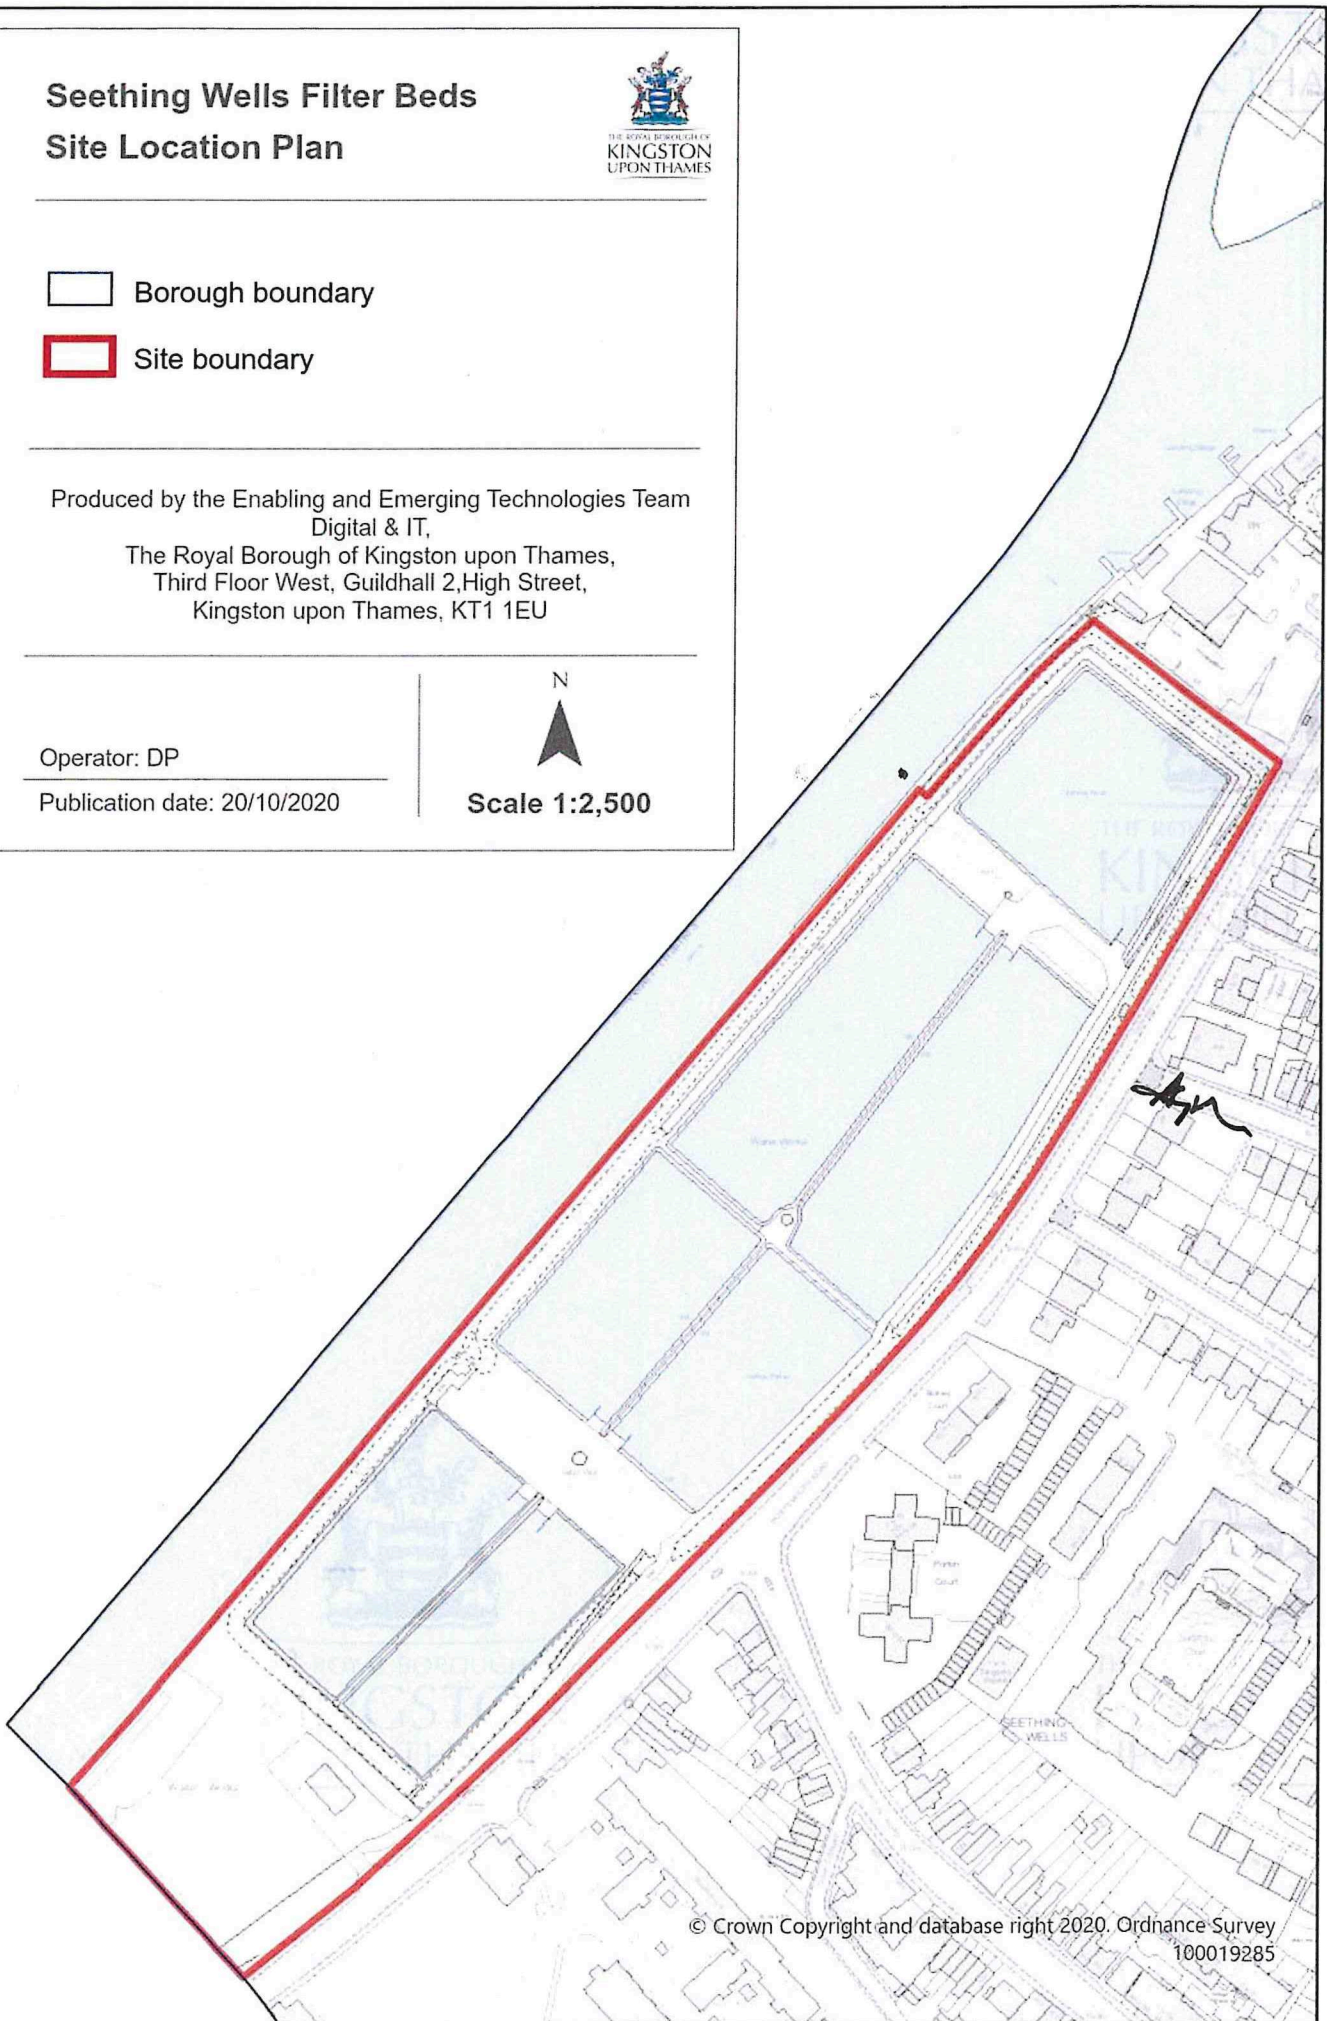 Seething Wells Filter Beds
Site Location Plan
THE ROYAL BOROUGH OF
KINGSTON
UPON THAMES
Borough boundary
Site boundary
Produced by the Enabling and Emerging Technologies Team
Digital & IT,
The Royal Borough of Kingston upon Thames,
Third Floor West, Guildhall 2,High Street,
Kingston upon Thames, KT1 1EU
N
Operator: DP
Publication date: 20/10/2020
Scale 1:2,500
Water Works
Court
SEETHING
WELLS
© Crown Copyright and database right 2020. Ordnance Survey
100019285